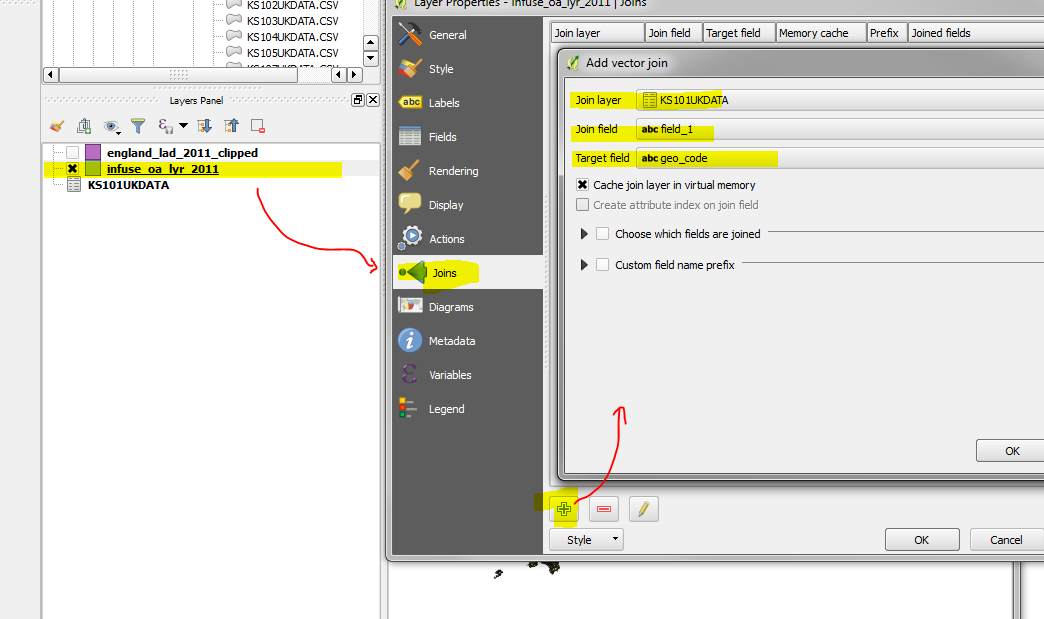 KS102UKDATA.CSV
KS103UKDATA.CSV
KS104UKDATA.CSV
KS105UKDATA.CSV
KS107UKDATA.CSV
Layers Panel
england_lad_2011_clipped
infuse_oa_lyr_2011
KS101UKDATA
Layer Properties - infuse_oa_lyr_2011 | Joins
General
Style
abc Labels
Fields
Rendering
Display
Actions
Joins
Diagrams
Metadata
Variables
Legend
Join layer Join field Target field Memory cache Prefix Joined fields
Add vector join
Join layer KS101UKDATA
Join field abc field_1
Target field abc geo_code
Cache join layer in virtual memory
Create attribute index on join field
Choose which fields are joined
Custom field name prefix
OK
Style
OK Cancel